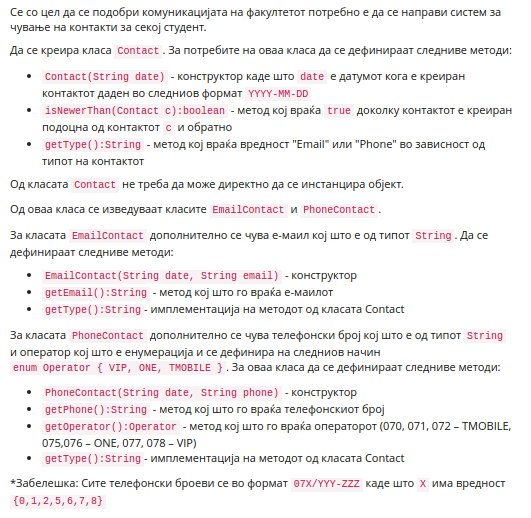 Се со цел да се подобри комуникацијата на факултетот потребно е да се направи систем за
чување на контакти за секој студент.
Да се креира класа Contact. За потребите на оваа класа да се дефинираат следниве методи:
• Contact(String date) - конструктор каде што date е датумот кога е креиран
контактот даден во следниов формат YYYY-MM-DD
• isNewerThan(Contact c):boolean - метод кој враќа true доколку контактот е креиран
подоцна од контактот c и обратно
• getType():String - метод кој враќа вредност "Email" или "Phone" во зависност од
типот на контактот
Од класата Contact не треба да може директно да се инстанцира објект.
Од оваа класа се изведуваат класите EmailContact и PhoneContact.
За класата EmailContact дополнително се чува е-маил кој што е од типот String. Да се
дефинираат следниве методи:
• EmailContact(String date, String email) - конструктор
• getEmail():String - метод кој што го враќа е-маилот
• getType():String- имплементација на методот од класата Contact
За класата PhoneContact дополнително се чува телефонски број кој што е од типот String
и оператор кој што е енумерација и се дефинира на следниов начин
enum Operator { VIP, ONE, TMOBILE }. За оваа класа да се дефинираат следниве методи:
• PhoneContact(String date, String phone) - конструктор
• getPhone():String - метод кој што го враќа телефонскиот број
• getOperator():Operator - метод кој што го враќа операторот (070, 071, 072 – TMOBILE,
075,076 – ONE, 077, 078 – VIP)
• getType():String- имплементација на методот од класата Contact
*Забелешка: Сите телефонски броеви се во формат 07X/YYY-ZZZ каде што X има вредност
{0,1,2,5,6,7,8}